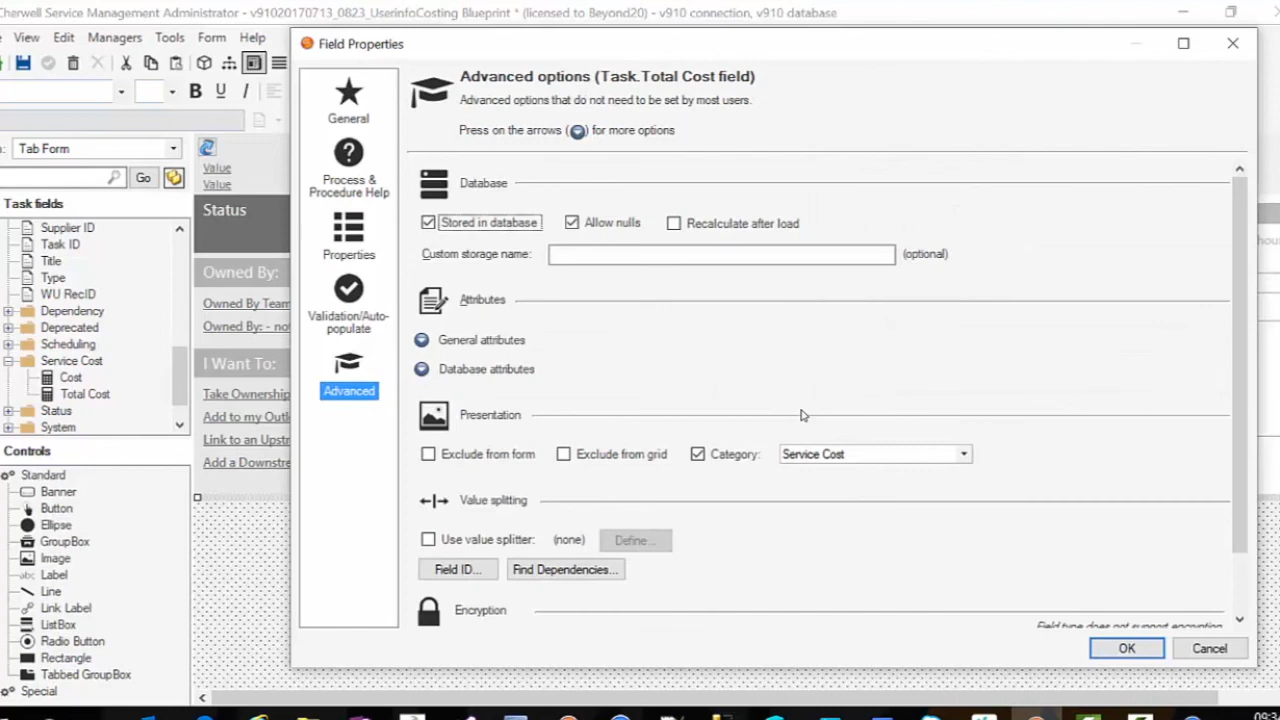 Cherwell Service Management Administrator - v91020170713_0823_UserinfoCosting Blueprint * (licensed to Beyond20) - v910 connection, v910 database
View Edit Managers Tools Form Help
B U I
Tab Form
Go
Task fields
Supplier ID
Task ID
Title
Type
WU RecID
Dependency
Deprecated
Scheduling
Service Cost
Cost
Total Cost
Status
System
Controls
Standard
Banner
Button
Ellipse
GroupBox
Image
Label
Line
Link Label
ListBox
Radio Button
Rectangle
Tabbed GroupBox
Special
Value
Value
Status
Owned By:
Owned By Team
Owned By: - no
I Want To:
Take Ownership
Add to my Out
Link to an Upst
Add a Downstre
Field Properties
General
Process &
Procedure Help
Properties
Validation/Auto-
populate
Advanced
Advanced options (Task.Total Cost field)
Advanced options that do not need to be set by most users.
Press on the arrows ( ) for more options
Database
Stored in database Allow nulls Recalculate after load
Custom storage name: (optional)
Attributes
General attributes
Database attributes
Presentation
Exclude from form Exclude from grid Category: Service Cost
Value splitting
Use value splitter: (none) Define...
Field ID... Find Dependencies...
Encryption
Field type does not support encryption
OK Cancel